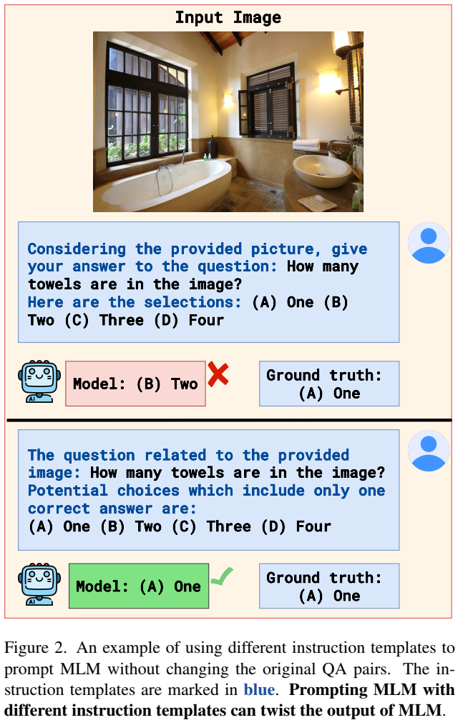 Input Image
Considering the provided picture, give
your answer to the question: How many
towels are in the image?
Here are the selections: (A) One (B)
Two (C) Three (D) Four
Model: (B) Two
Ground truth:
(A) One
The question related to the provided
image: How many towels are in the image?
Potential choices which include only one
correct answer are:
(A) One (B) Two (C) Three (D) Four
Model: (A) One
Ground truth:
(A) One
Figure 2. An example of using different instruction templates to
prompt MLM without changing the original QA pairs. The in-
struction templates are marked in blue. Prompting MLM with
different instruction templates can twist the output of MLM.